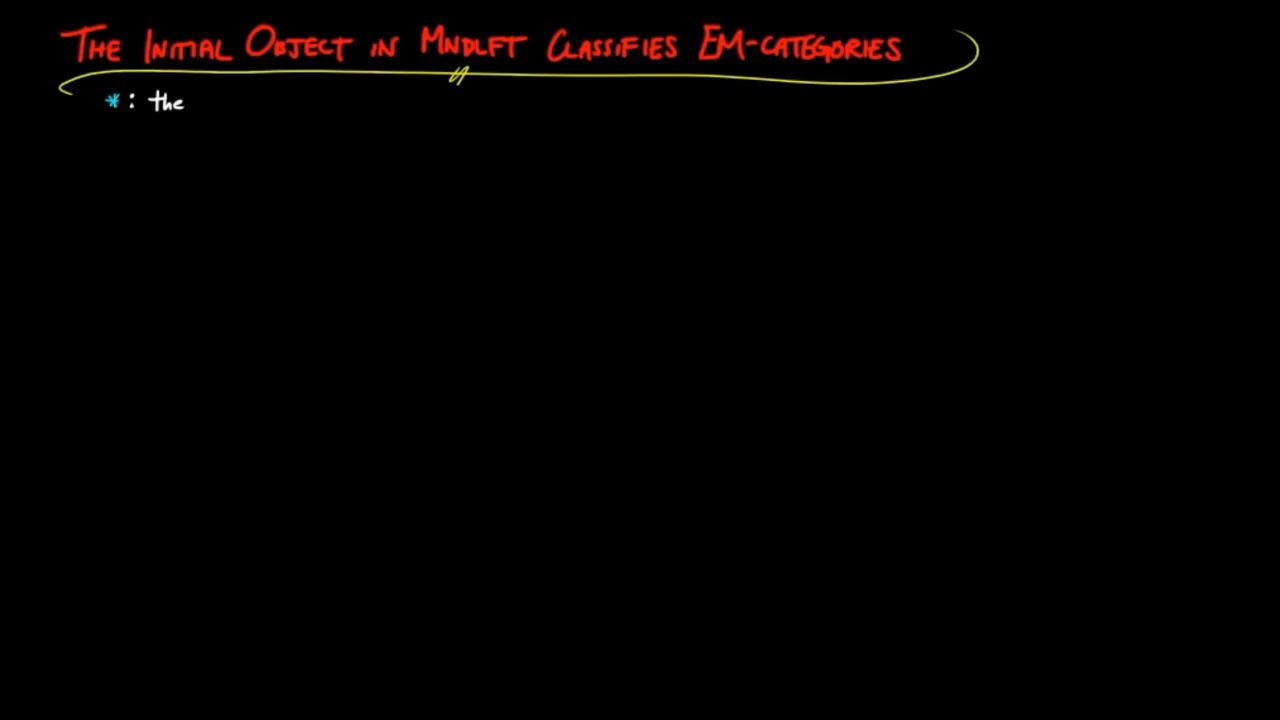 THE INITIAL OBJECT IN MNDLFT CLASSIFIES EM-CATEGORIES
*: the